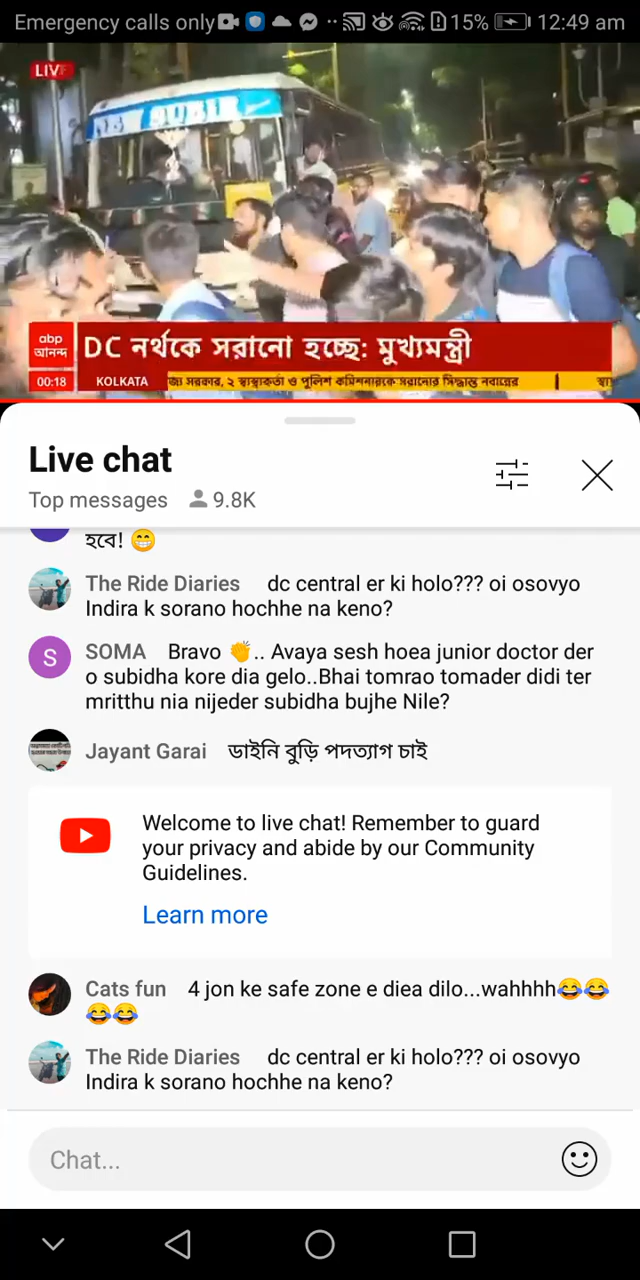 Emergency calls only
15%
12:49 am
LIVE
SUBIR
abp
আনন্দ
DC নর্থকে সরানো হচ্ছে: মুখ্যমন্ত্রী
00:18
KOLKATA
জ্য সরকার, ২ স্বাস্থ্যকর্তা ও পুলিশ কমিশনারকে সরানোর সিদ্ধান্ত নবান্নের
Live chat
Top messages
9.8K
হবে! 😁
The Ride Diaries dc central er ki holo??? oi osovyo
Indira k sorano hochhe na keno?
S
SOMA Bravo 👏.. Avaya sesh hoea junior doctor der
o subidha kore dia gelo..Bhai tomrao tomader didi ter
mritthu nia nijeder subidha bujhe Nile?
Jayant Garai ডাইনি বুড়ি পদত্যাগ চাই
Welcome to live chat! Remember to guard
your privacy and abide by our Community
Guidelines.
Learn more
Cats fun 4 jon ke safe zone e diea dilo...wahhhh😂😂
😂😂
The Ride Diaries dc central er ki holo??? oi osovyo
Indira k sorano hochhe na keno?
Chat...